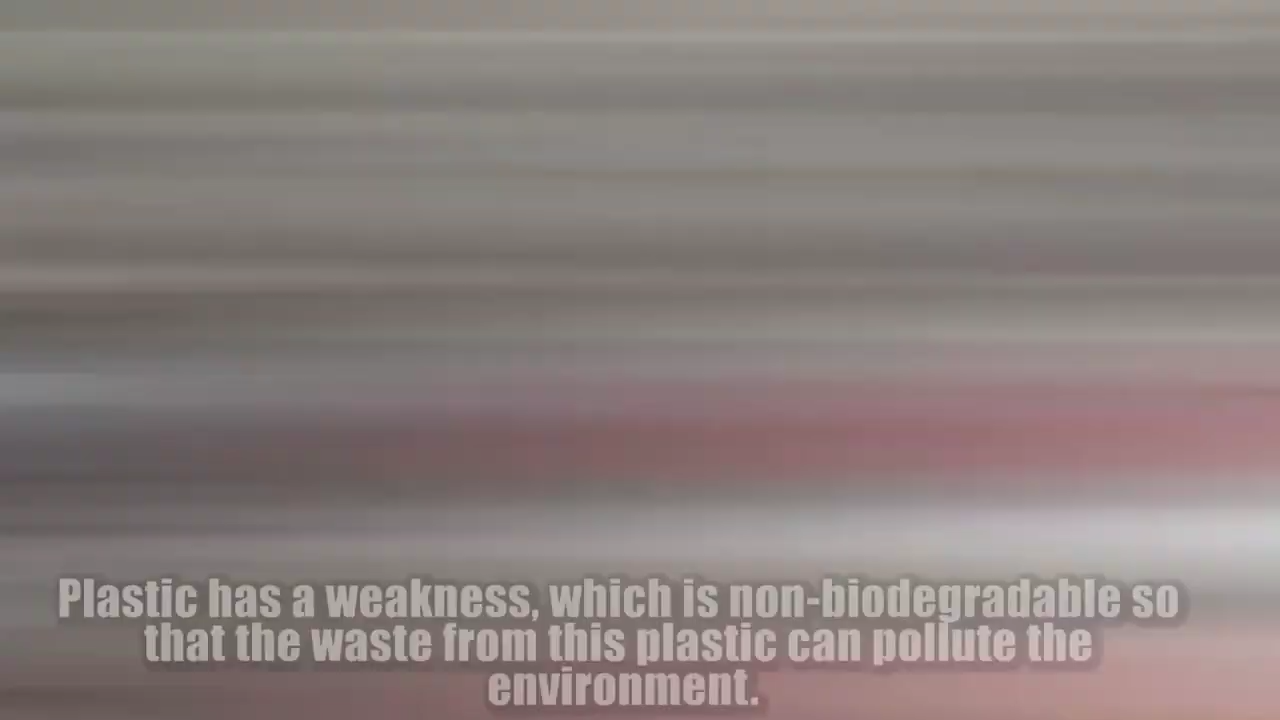 Plastic has a weakness, which is non-biodegradable so
that the waste from this plastic can pollute the
environment.